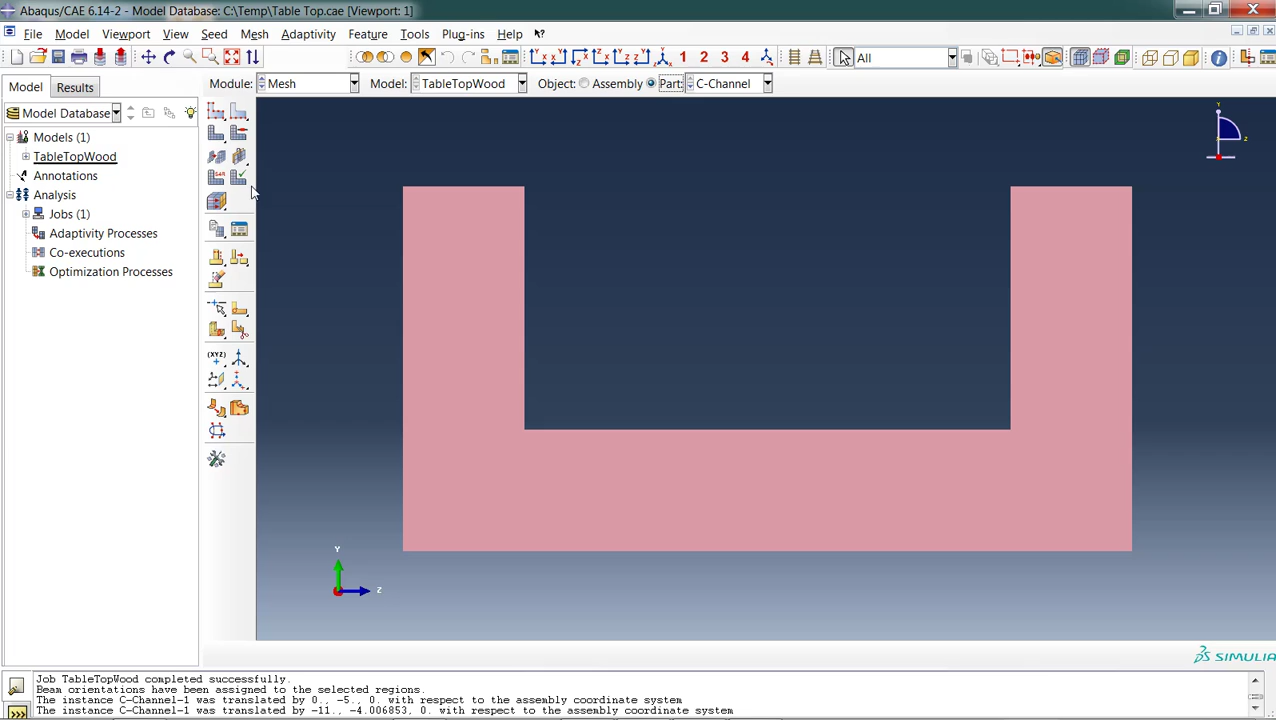 Abaqus/CAE 6.14-2 - Model Database: C:\Temp\Table Top.cae [Viewport: 1]
File Model Viewport View Seed Mesh Adaptivity Feature Tools Plug-ins Help
1 2 3 4 All
Model Results Module: Mesh Model: TableTopWood Object: Assembly Part: C-Channel
Model Database
Models (1)
TableTopWood
Annotations
Analysis
Jobs (1)
Adaptivity Processes
Co-executions
Optimization Processes
(XYZ)
Y
Z
Y
Z
SIMULIA
Job TableTopWood completed successfully.
Beam orientations have been assigned to the selected regions.
The instance C-Channel-1 was translated by 0., -5., 0. with respect to the assembly coordinate system
The instance C-Channel-1 was translated by -11., -4.006853, 0. with respect to the assembly coordinate system
>>>